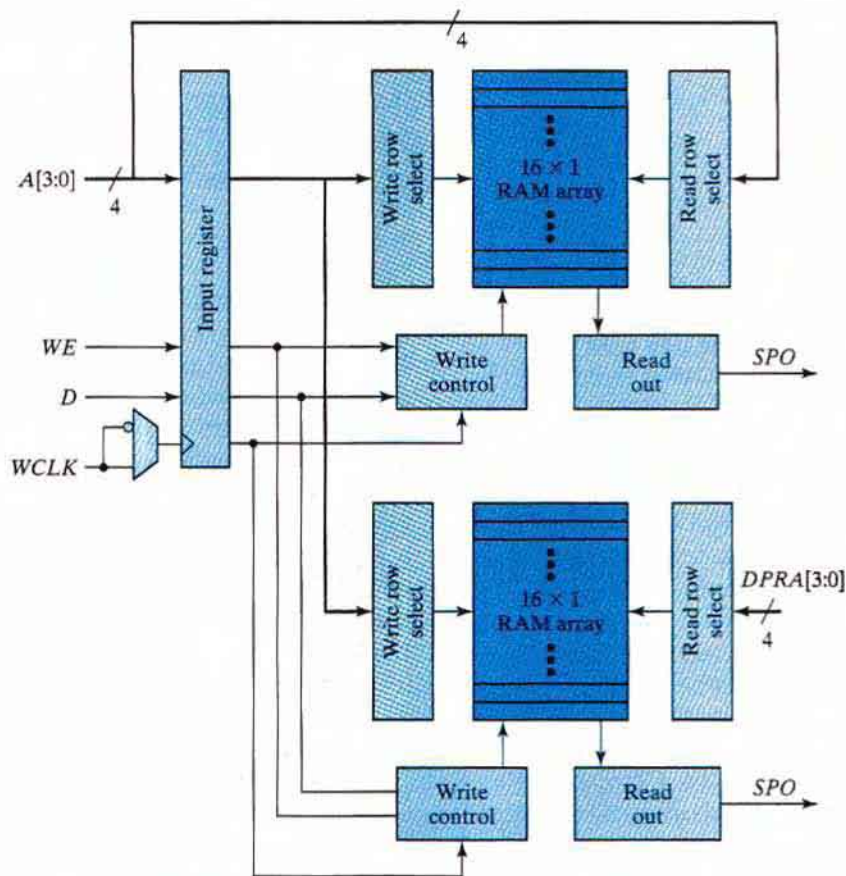 4
A[3:0]
4
Input register
Write row
select
16 × 1
RAM array
Read row
select
WE
D
WCLK
Write
control
Read
out
SPO
Write row
select
16 × 1
RAM array
Read row
select
DPRA[3:0]
4
Write
control
Read
out
SPO